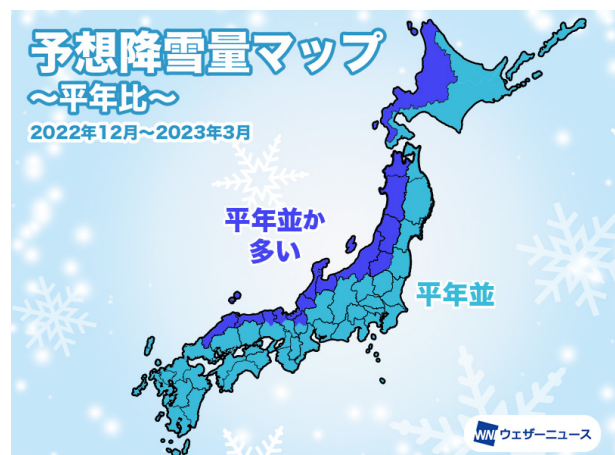 予想降雪量マップ
～平年比～
2022年12月～2023年3月
平年並か
多い
平年並
WNI ウェザーニュース